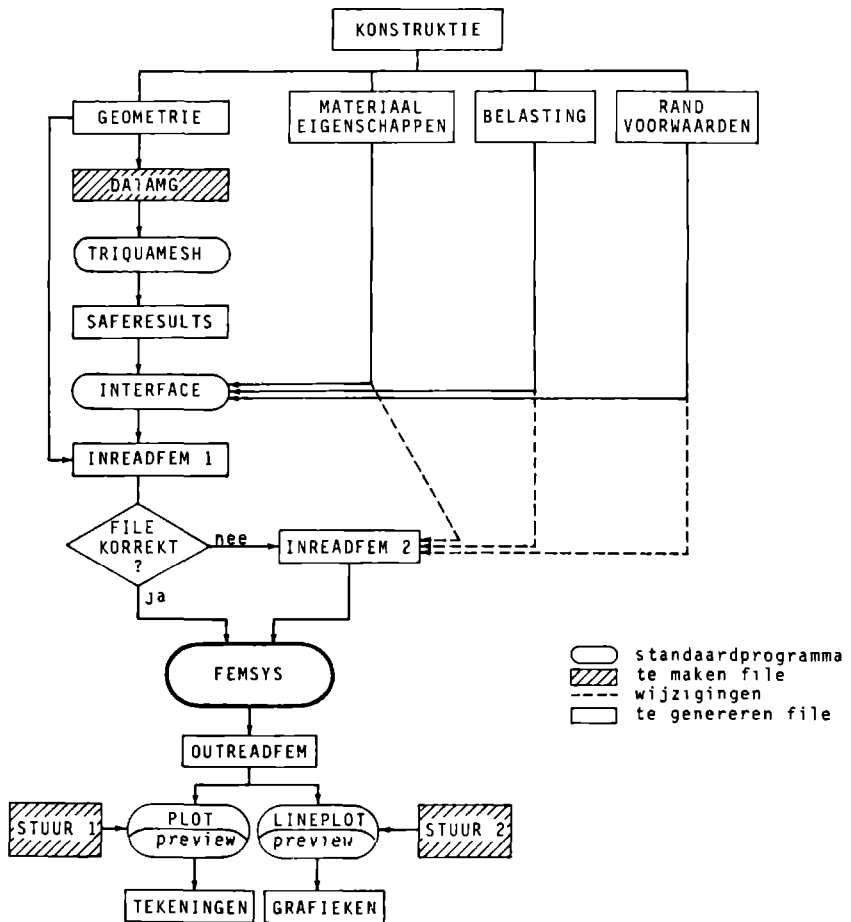 KONSTRUKTIE
GEOMETRIE
MATERIAAL
EIGENSCHAPPEN
BELASTING
RAND
VOORWAARDEN
DATAMG
TRIQUAMESH
SAFERESULTS
INTERFACE
INREADFEM 1
FILE
KORREKT
?
nee
INREADFEM 2
Ja
FEMSYS
standaardprogramma
te maken file
wijzigingen
te genereren file
OUTREADFEM
STUUR 1
PLOT
preview
LINEPLOT
preview
STUUR 2
TEKENINGEN
GRAFIEKEN